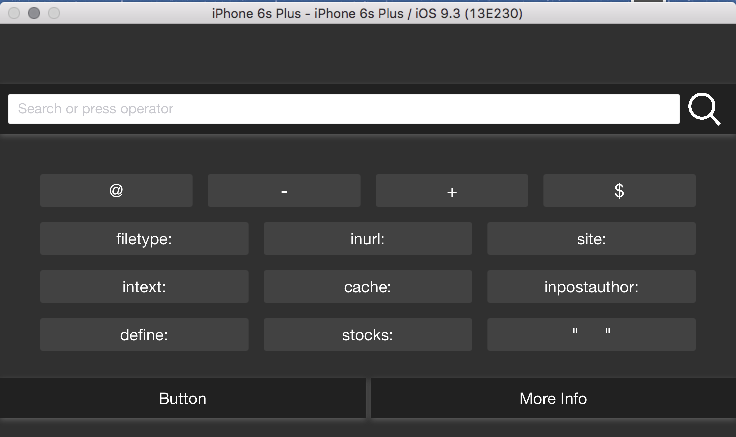 iPhone 6s Plus - iPhone 6s Plus / iOS 9.3 (13E230)
Search or press operator
@ - + $
filetype: inurl: site:
intext: cache: inpostauthor:
define: stocks: " "
Button More Info